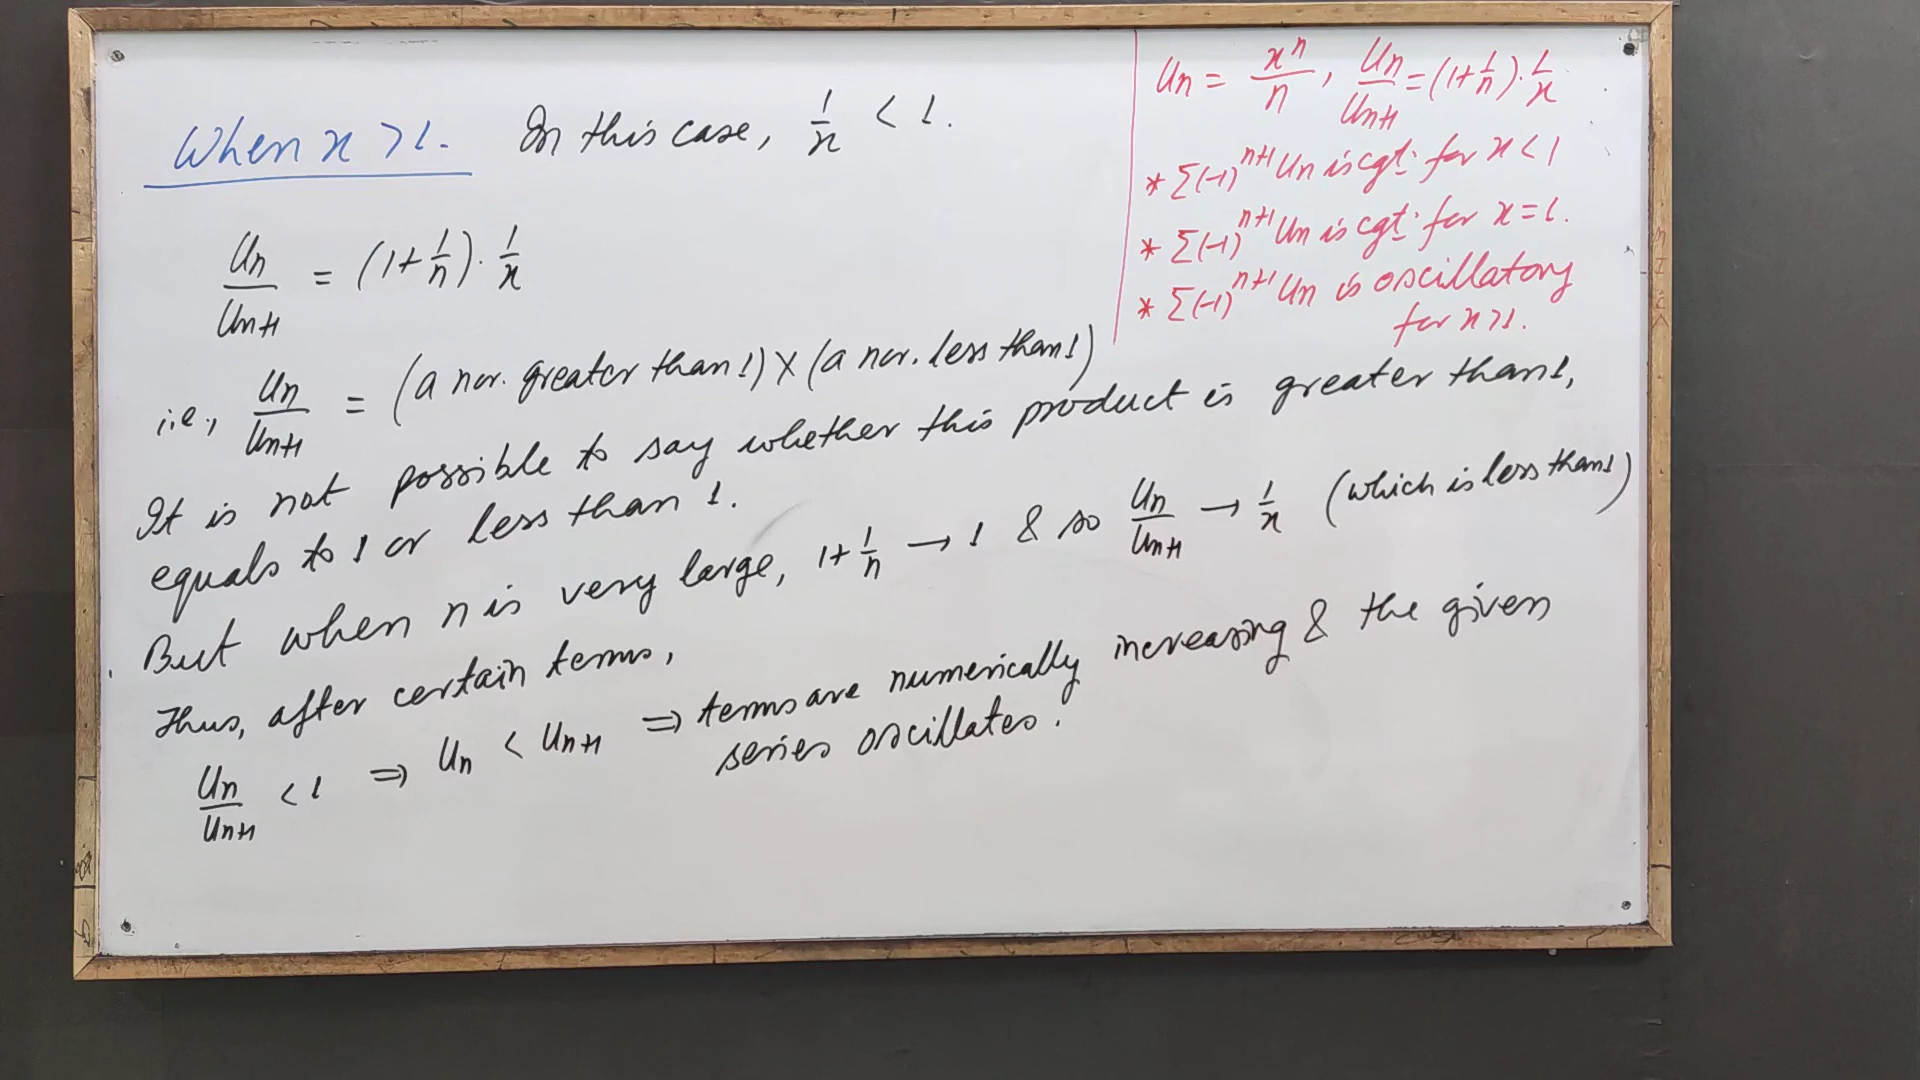 When x > 1. In this case, 1/x < 1.
Un/Un+1 = (1+1/n). 1/x
i.e., Un/Un+1 = (a nor. greater than 1) X (a nor. less than 1)
It is not possible to say whether this product is greater than 1,
equals to 1 or less than 1.
But when n is very large, 1+1/n → 1 & so Un/Un+1 → 1/x (which is less than 1)
Thus, after certain terms,
Un/Un+1 < 1 ⇒ Un < Un+1 ⇒ terms are numerically increasing & the given
series oscillates.
Un = x^n/n, Un/Un+1 = (1+1/n). 1/x
* Σ(-1)^n+1 Un is cgt. for x < 1
* Σ(-1)^n+1 Un is cgt. for x = 1.
* Σ(-1)^n+1 Un is oscillatory
for x > 1.